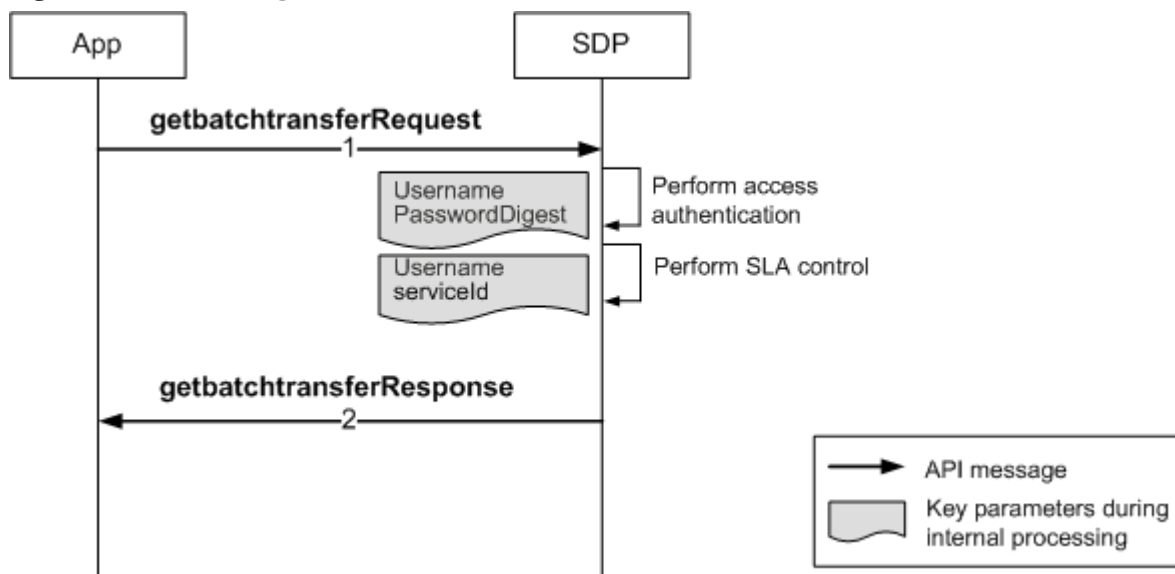 App
SDP
getbatchtransferRequest
1
Username
PasswordDigest
Perform access
authentication
Username
serviceId
Perform SLA control
getbatchtransferResponse
2
API message
Key parameters during
internal processing